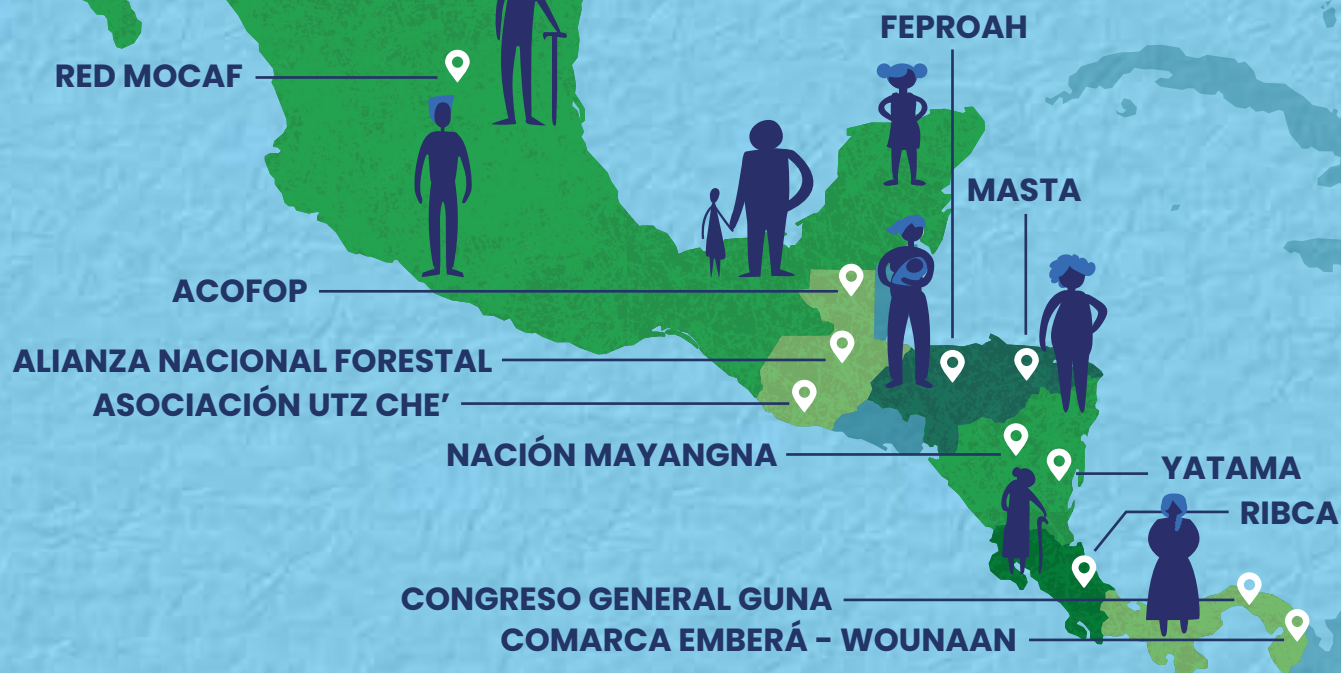 FEPROAH
RED MOCAF
MASTA
ACOFOP
ALIANZA NACIONAL FORESTAL
ASOCIACIÓN UTZ CHE’
NACIÓN MAYANGNA
YATAMA
RIBCA
CONGRESO GENERAL GUNA
COMARCA EMBERÁ - WOUNAAN